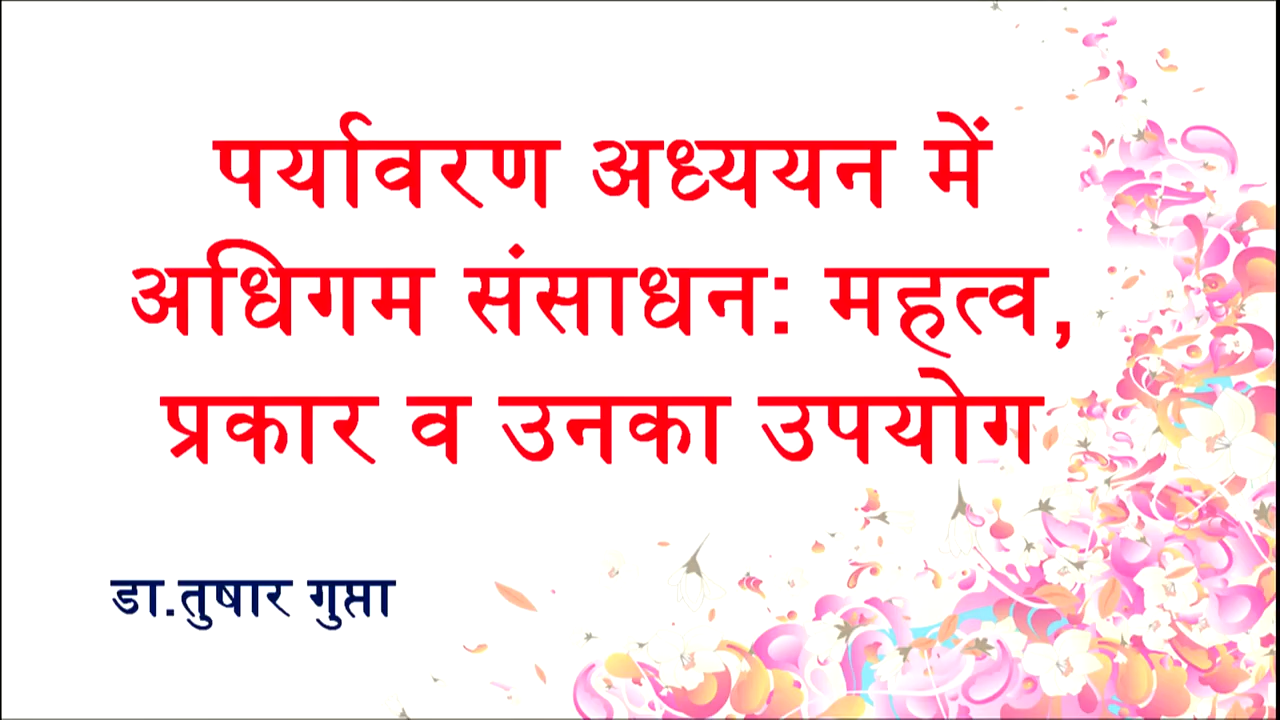 पर्यावरण अध्ययन में
अधिगम संसाधन: महत्व,
प्रकार व उनका उपयोग
डा.तुषार गुप्ता